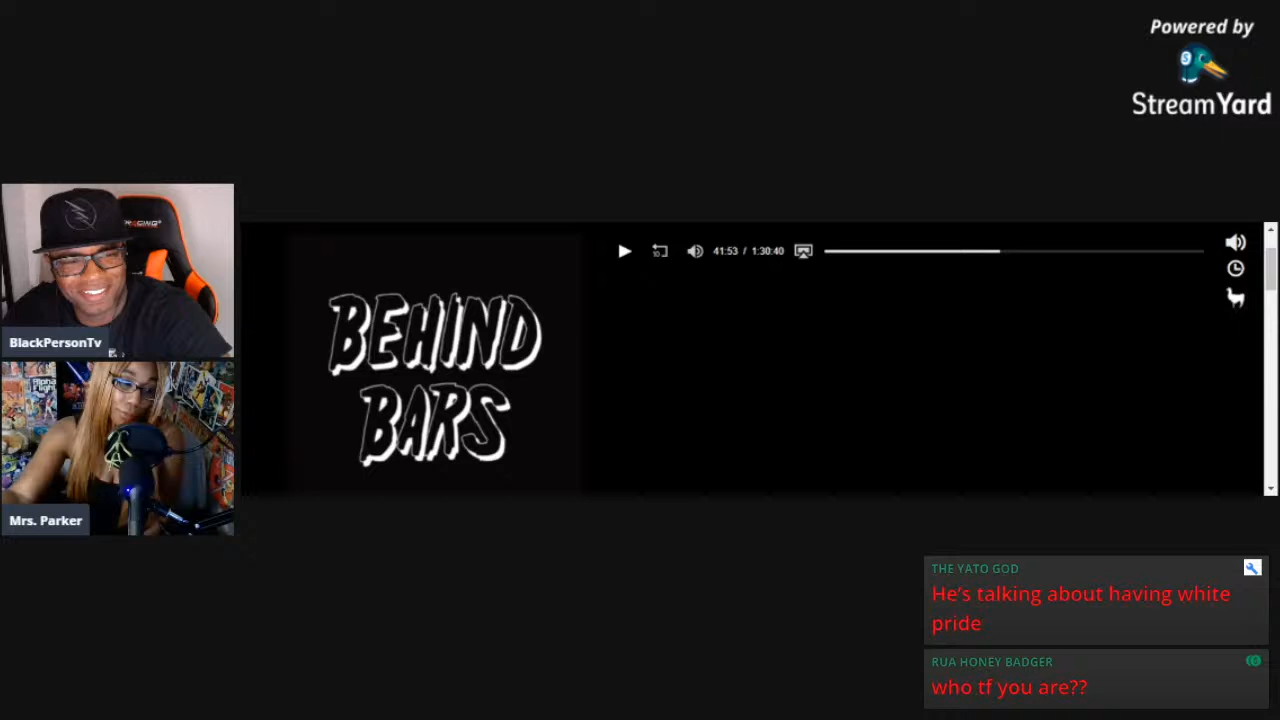 Powered by
StreamYard
BlackPersonTv
41:53 / 1:30:40
BEHIND
BARS
Mrs. Parker
THE YATO GOD
He's talking about having white
pride
RUA HONEY BADGER
who tf you are??